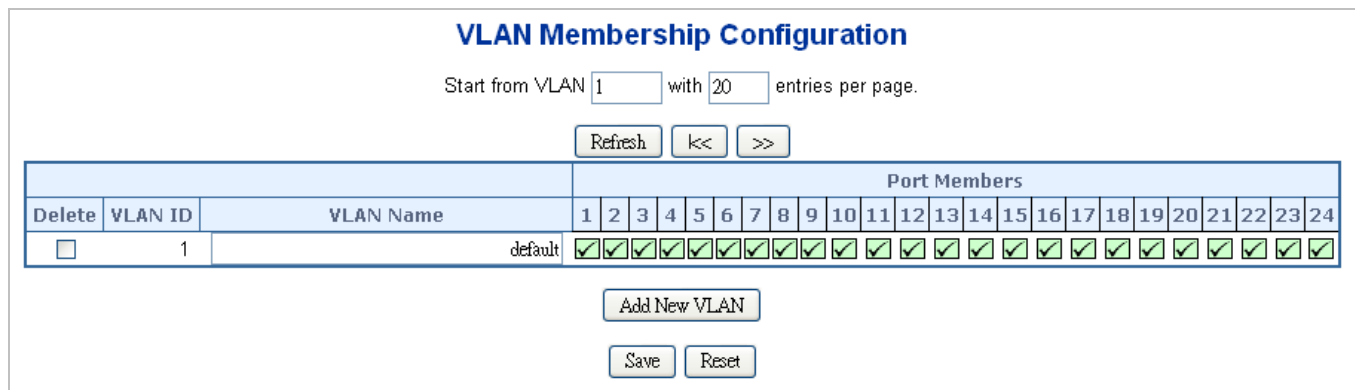 VLAN Membership Configuration
Start from VLAN 1 with 20 entries per page.
Refresh |<< >>
Port Members
Delete VLAN ID VLAN Name 1 2 3 4 5 6 7 8 9 10 11 12 13 14 15 16 17 18 19 20 21 22 23 24
1 default
Add New VLAN
Save Reset